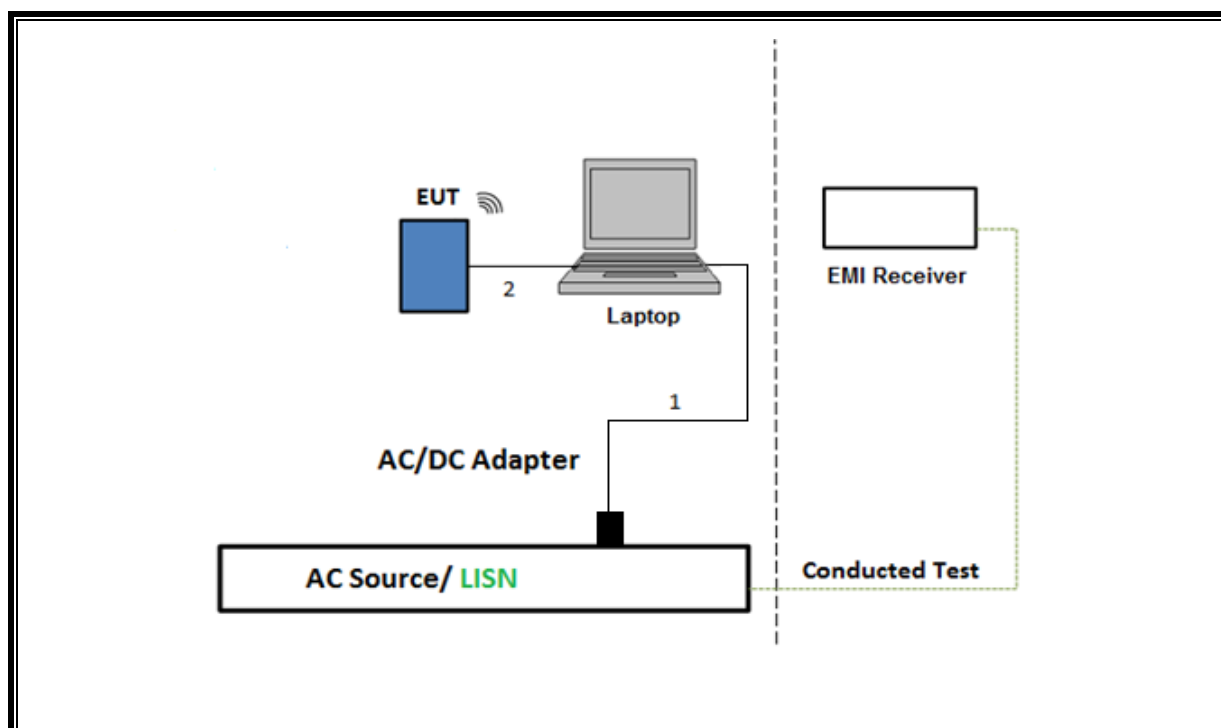 EUT
2
Laptop
EMI Receiver
1
AC/DC Adapter
AC Source/ LISN
Conducted Test